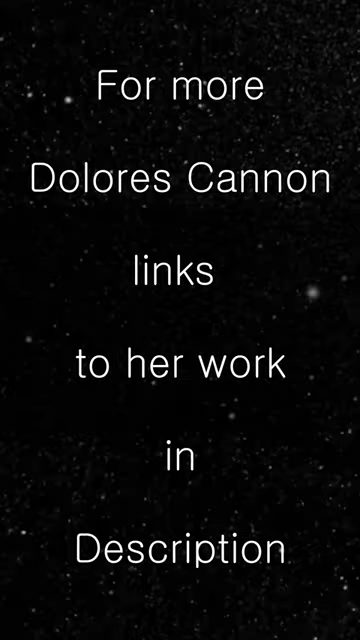 For more
Dolores Cannon
links
to her work
in
Description